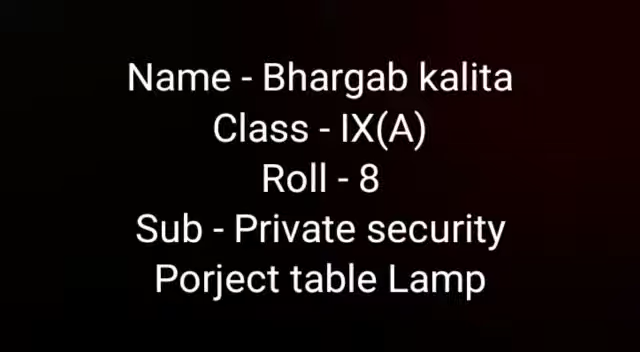 Name - Bhargab kalita
Class - IX(A)
Roll - 8
Sub - Private security
Porject table Lamp